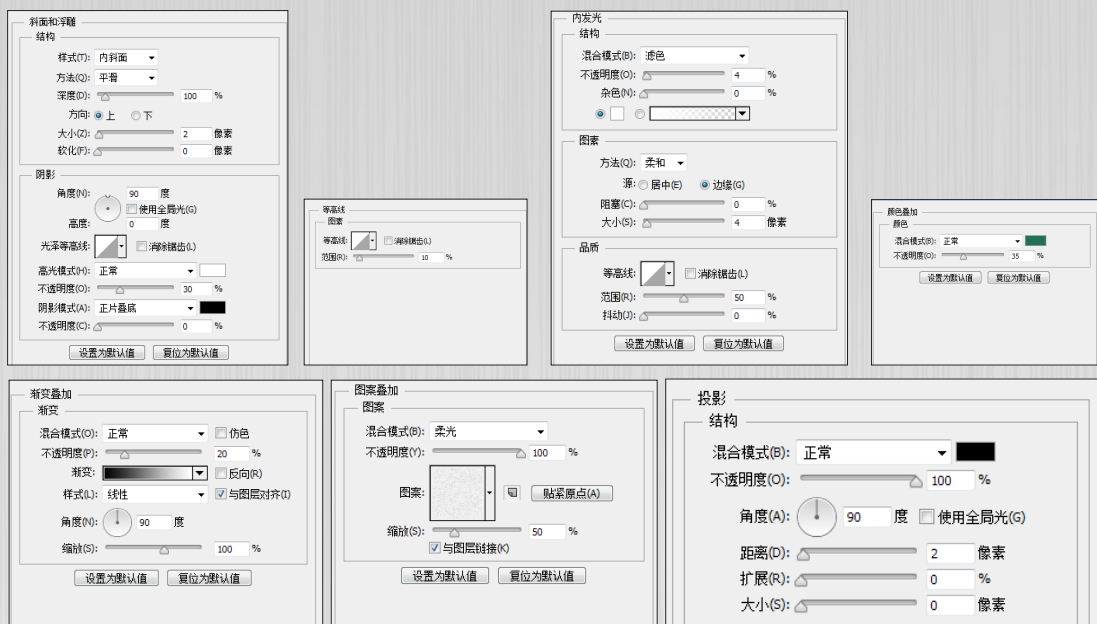 斜面和浮雕
结构
样式(T): 内斜面
方法(Q): 平滑
深度(D): 100 %
方向: 上 下
大小(Z): 2 像素
软化(F): 0 像素
阴影
角度(N): 90 度
使用全局光(G)
高度: 0 度
光泽等高线: 消除锯齿(L)
高光模式(H): 正常
不透明度(O): 30 %
阴影模式(A): 正片叠底
不透明度(C): 0 %
设置为默认值 复位为默认值
等高线
图素
等高线: 消除锯齿(L)
范围(R): 10 %
内发光
结构
混合模式(B): 滤色
不透明度(O): 4 %
杂色(N): 0 %
图素
方法(Q): 柔和
源: 居中(E) 边缘(G)
阻塞(C): 0 %
大小(S): 4 像素
品质
等高线: 消除锯齿(L)
范围(R): 50 %
抖动(J): 0 %
设置为默认值 复位为默认值
颜色叠加
颜色
混合模式(B): 正常
不透明度(O): 35 %
设置为默认值 复位为默认值
渐变叠加
渐变
混合模式(O): 正常 仿色
不透明度(P): 20 %
渐变: 反向(R)
样式(L): 线性 与图层对齐(I)
角度(N): 90 度
缩放(S): 100 %
设置为默认值 复位为默认值
图案叠加
图案
混合模式(B): 柔光
不透明度(Y): 100 %
图案: 贴紧原点(A)
缩放(S): 50 %
与图层链接(K)
设置为默认值 复位为默认值
投影
结构
混合模式(B): 正常
不透明度(O): 100 %
角度(A): 90 度 使用全局光(G)
距离(D): 2 像素
扩展(R): 0 %
大小(S): 0 像素